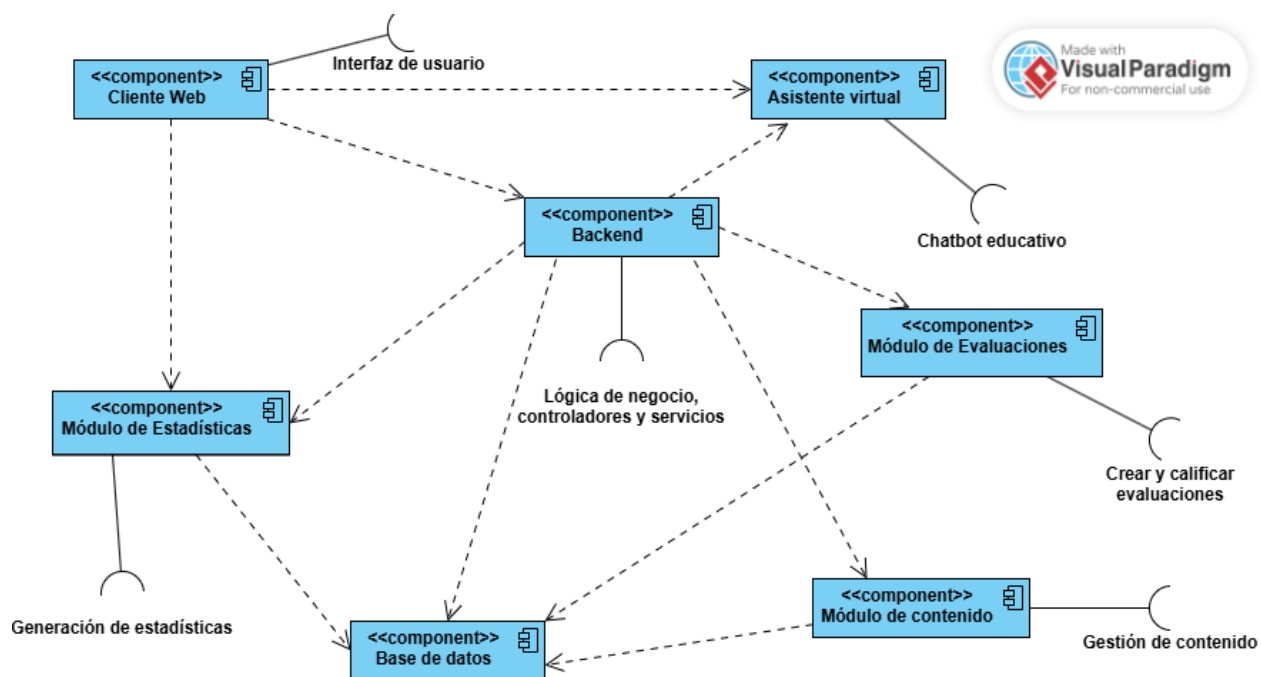 Made with
Visual Paradigm
For non-commercial use
<<component>>
Cliente Web
Interfaz de usuario
<<component>>
Asistente virtual
<<component>>
Backend
Chatbot educativo
<<component>>
Módulo de Evaluaciones
<<component>>
Módulo de Estadísticas
Lógica de negocio,
controladores y servicios
Crear y calificar
evaluaciones
<<component>>
Módulo de contenido
Generación de estadísticas
<<component>>
Base de datos
Gestión de contenido